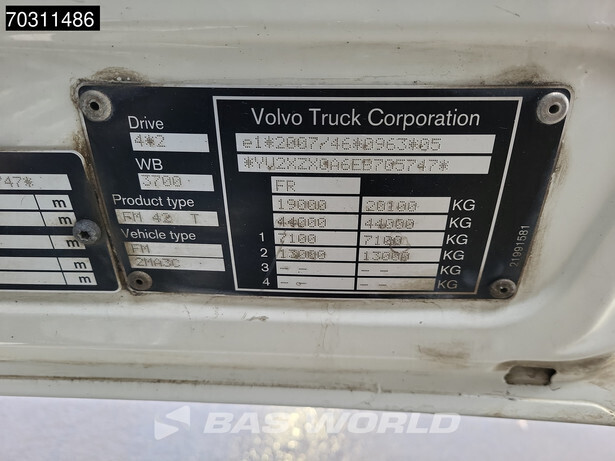 70311486
Drive
4*2
WB
3700
Product type
FM 42 T
Vehicle type
FM
2MA3C
Volvo Truck Corporation
e1*2007/46*0963*05
FR
19000 20100 KG
44000 44000 KG
1 7100 7100 KG
2 13000 13000 KG
3 -- -- KG
4 -- -- KG
21991581
747*
m
m
m
m
BAS WORLD